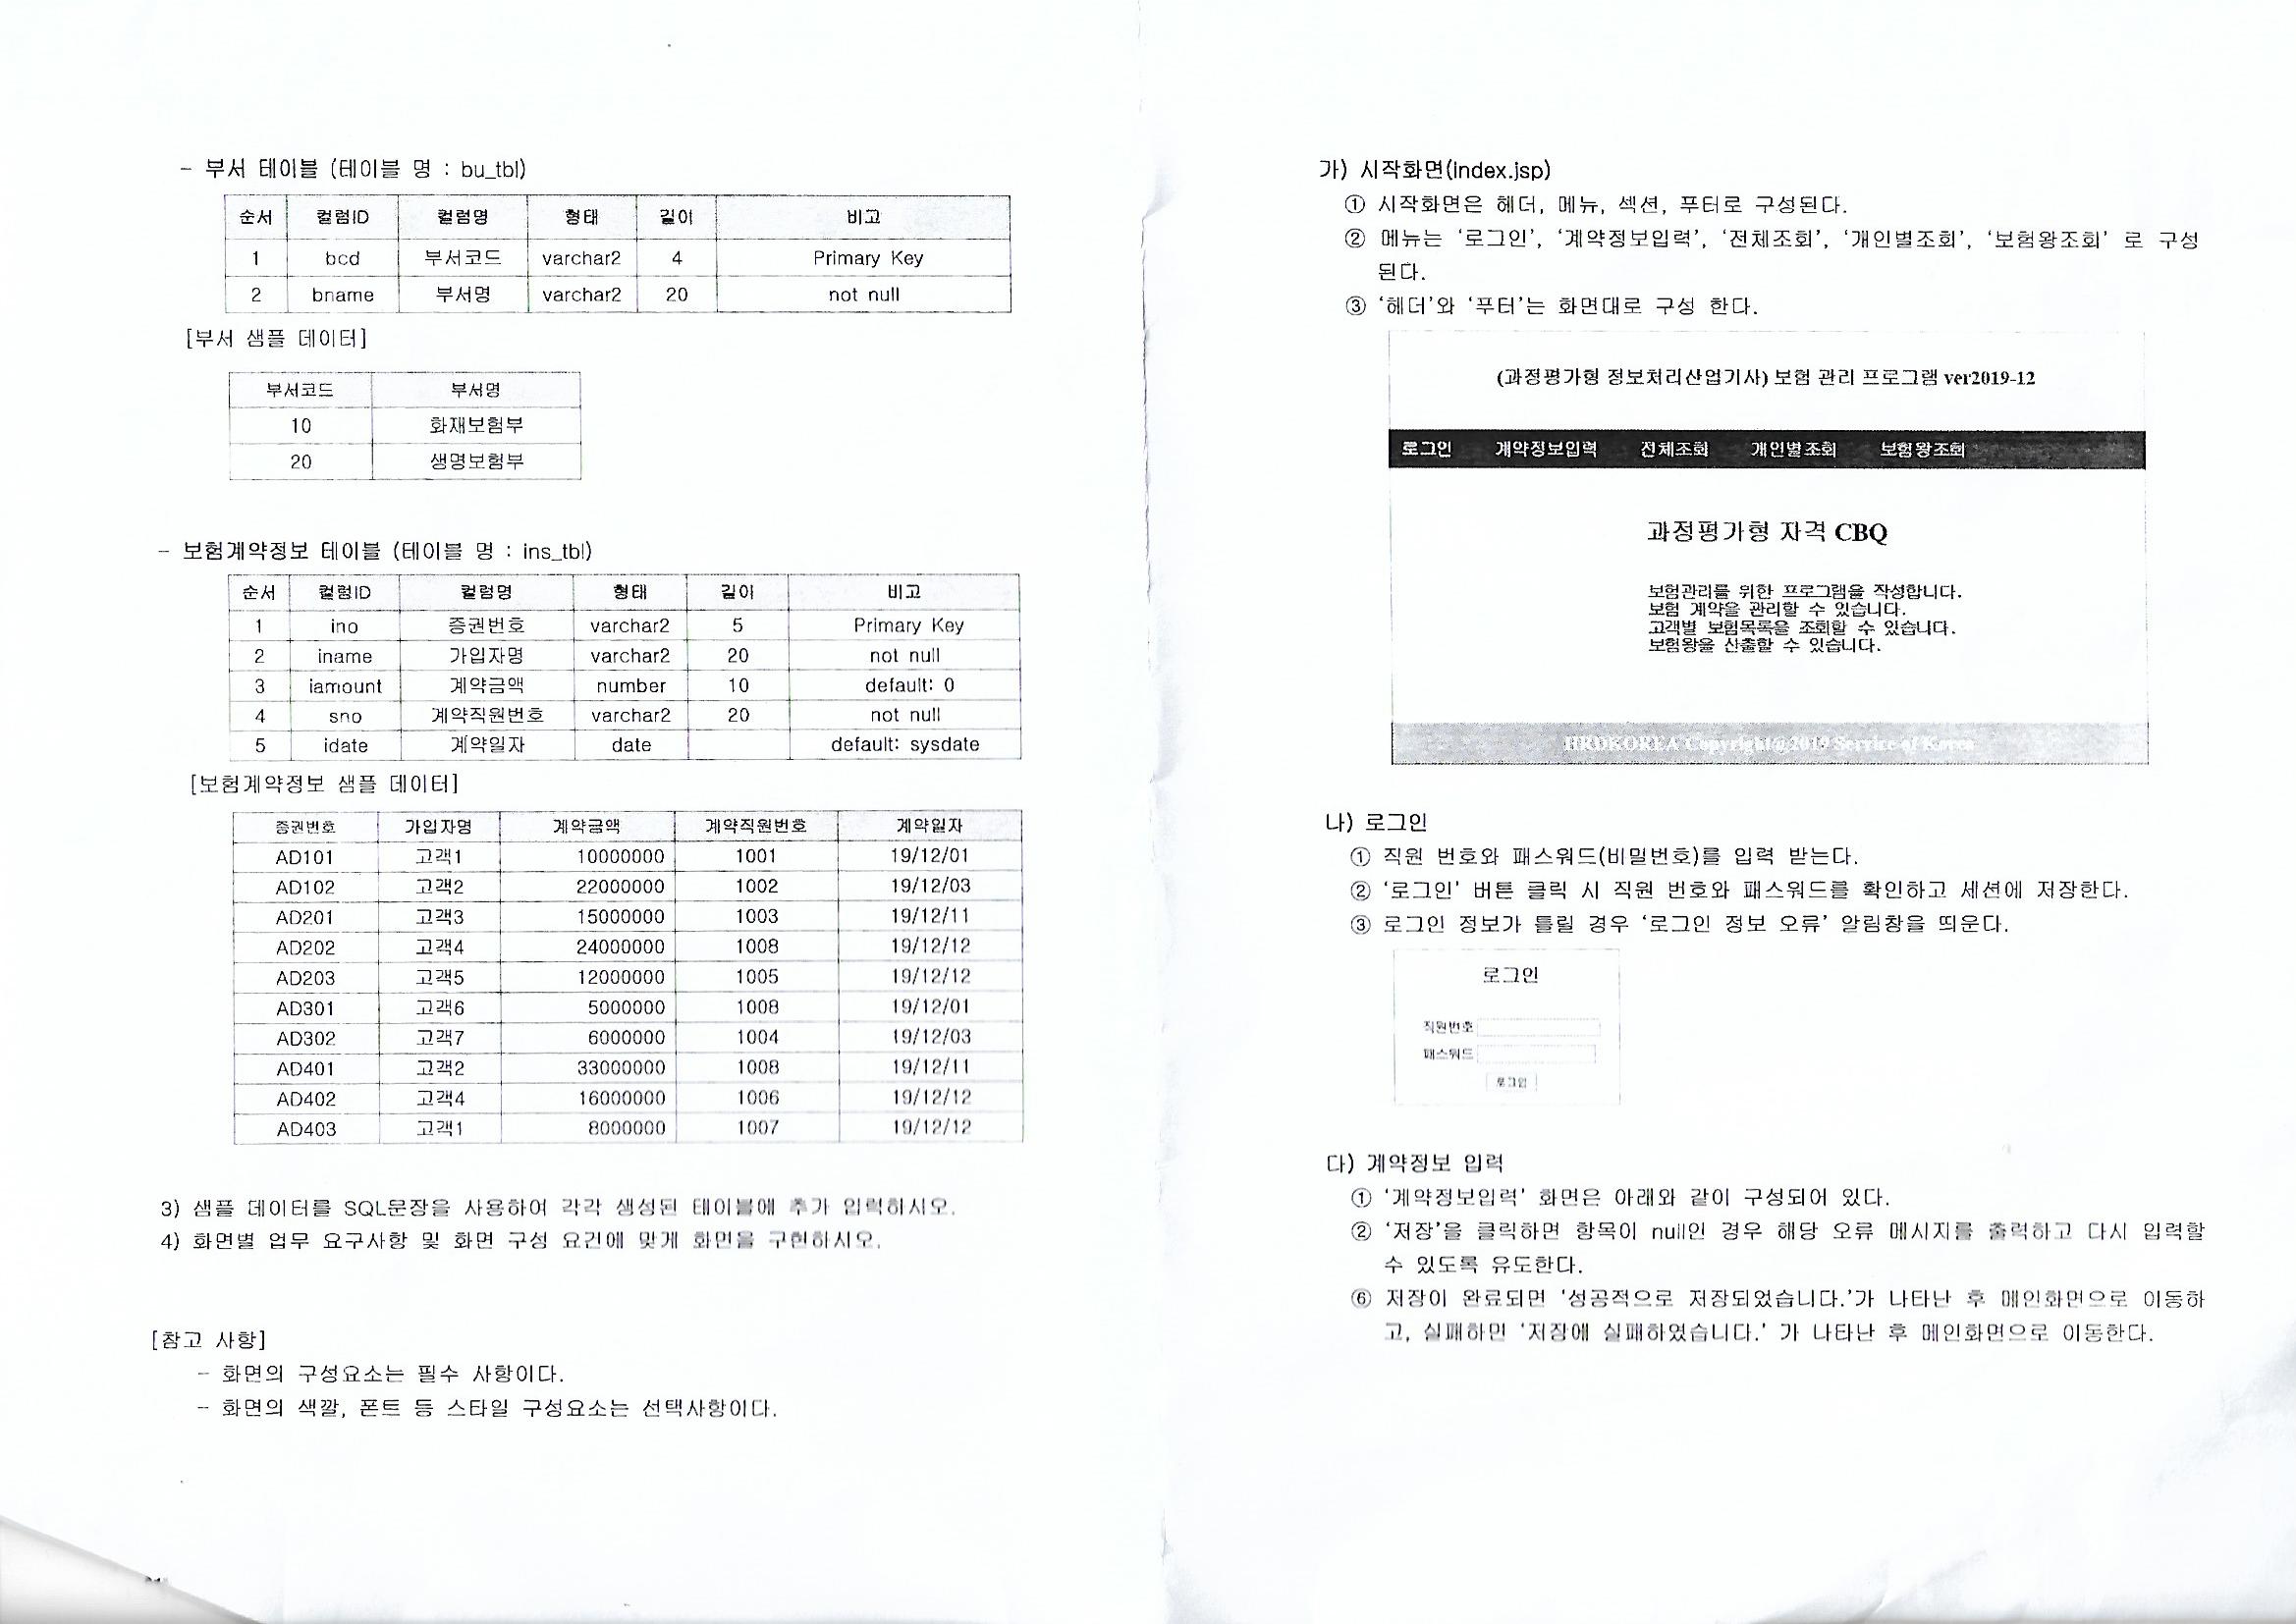 - 부서 테이블 (테이블 명 : bu_tbl)
순서 컬럼ID 컬럼명 형태 길이 비고
1 bcd 부서코드 varchar2 4 Primary Key
2 bname 부서명 varchar2 20 not null
[부서 샘플 데이터]
부서코드 부서명
10 화재보험부
20 생명보험부
- 보험계약정보 테이블 (테이블 명 : ins_tbl)
순서 컬럼ID 컬럼명 형태 길이 비고
1 ino 증권번호 varchar2 5 Primary Key
2 iname 가입자명 varchar2 20 not null
3 iamount 계약금액 number 10 default: 0
4 sno 계약직원번호 varchar2 20 not null
5 idate 계약일자 date default: sysdate
[보험계약정보 샘플 데이터]
증권번호 가입자명 계약금액 계약직원번호 계약일자
AD101 고객1 10000000 1001 19/12/01
AD102 고객2 22000000 1002 19/12/03
AD201 고객3 15000000 1003 19/12/11
AD202 고객4 24000000 1008 19/12/12
AD203 고객5 12000000 1005 19/12/12
AD301 고객6 5000000 1008 19/12/01
AD302 고객7 6000000 1004 19/12/03
AD401 고객2 33000000 1008 19/12/11
AD402 고객4 16000000 1006 19/12/12
AD403 고객1 8000000 1007 19/12/12
3) 샘플 데이터를 SQL문장을 사용하여 각각 생성된 테이블에 추가 입력하시오.
4) 화면별 업무 요구사항 및 화면 구성 요건에 맞게 화면을 구현하시오.
[참고 사항]
- 화면의 구성요소는 필수 사항이다.
- 화면의 색깔, 폰트 등 스타일 구성요소는 선택사항이다.
가) 시작화면(index.jsp)
① 시작화면은 헤더, 메뉴, 섹션, 푸터로 구성된다.
② 메뉴는 ‘로그인’, ‘계약정보입력’, ‘전체조회’, ‘개인별조회’, ‘보험왕조회’ 로 구성
된다.
③ ‘헤더’와 ‘푸터’는 화면대로 구성 한다.
(과정평가형 정보처리산업기사) 보험 관리 프로그램 ver2019-12
로그인 계약정보입력 전체조회 개인별조회 보험왕조회
과정평가형 자격 CBQ
보험관리를 위한 프로그램을 작성합니다.
보험 계약을 관리할 수 있습니다.
고객별 보험목록을 조회할 수 있습니다.
보험왕을 산출할 수 있습니다.
HRDKOREA Copyright@2019 Service of Korea
나) 로그인
① 직원 번호와 패스워드(비밀번호)를 입력 받는다.
② ‘로그인’ 버튼 클릭 시 직원 번호와 패스워드를 확인하고 세션에 저장한다.
③ 로그인 정보가 틀릴 경우 ‘로그인 정보 오류’ 알림창을 띄운다.
로그인
직원번호
패스워드
로그인
다) 계약정보 입력
① ‘계약정보입력’ 화면은 아래와 같이 구성되어 있다.
② ‘저장’을 클릭하면 항목이 null인 경우 해당 오류 메시지를 출력하고 다시 입력할
수 있도록 유도한다.
⑥ 저장이 완료되면 ‘성공적으로 저장되었습니다.’가 나타난 후 메인화면으로 이동하
고, 실패하면 ‘저장에 실패하였습니다.’ 가 나타난 후 메인화면으로 이동한다.